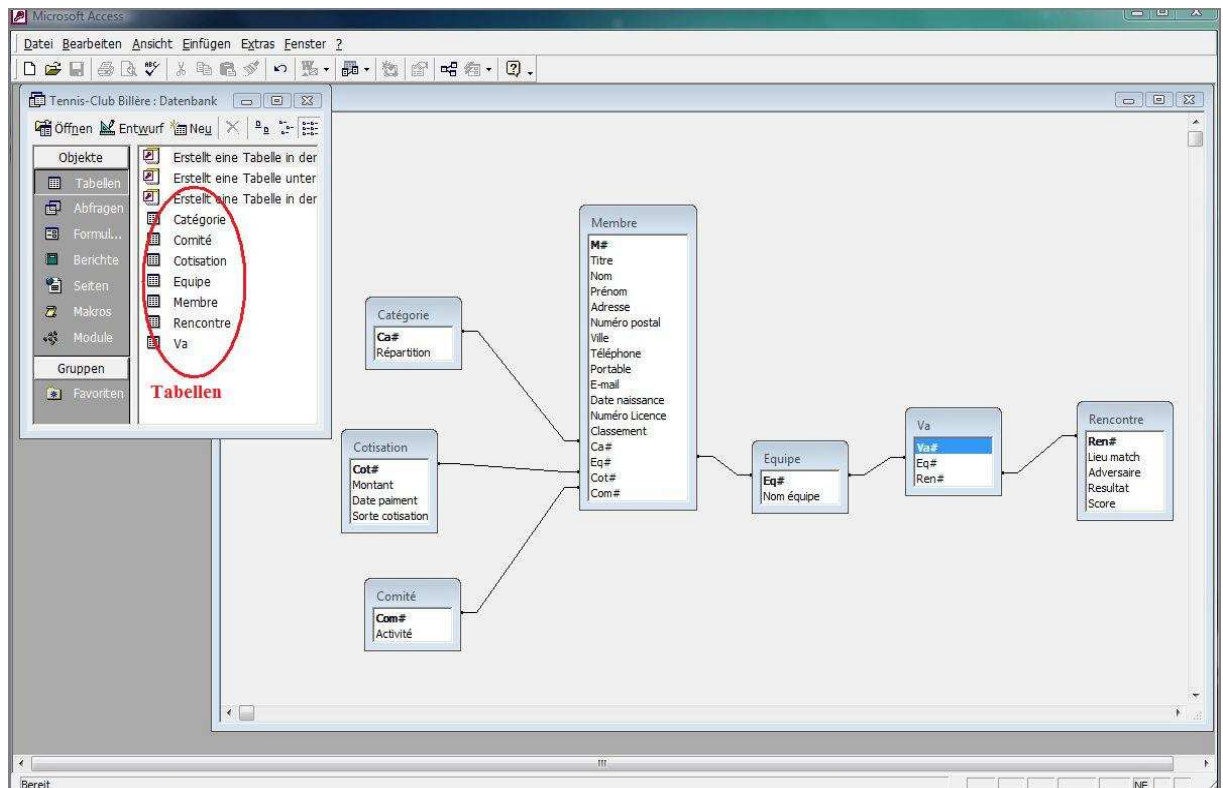 Microsoft Access
Datei Bearbeiten Ansicht Einfügen Extras Fenster ?
Tennis-Club Billère : Datenbank
Öffnen Entwurf Neu
Objekte
Tabellen
Abfragen
Formul...
Berichte
Seiten
Makros
Module
Gruppen
Favoriten
Erstellt eine Tabelle in der
Erstellt eine Tabelle unter
Erstellt eine Tabelle in der
Catégorie
Comité
Cotisation
Equipe
Membre
Rencontre
Va
Tabellen
Catégorie
Ca#
Répartition
Cotisation
Cot#
Montant
Date paiment
Sorte cotisation
Comité
Com#
Activité
Membre
M#
Titre
Nom
Prénom
Adresse
Numéro postal
Ville
Téléphone
Portable
E-mail
Date naissance
Numéro Licence
Classement
Ca#
Eq#
Cot#
Com#
Equipe
Eq#
Nom équipe
Va
Va#
Eq#
Ren#
Rencontre
Ren#
Lieu match
Adversaire
Resultat
Score
Bereit
NF